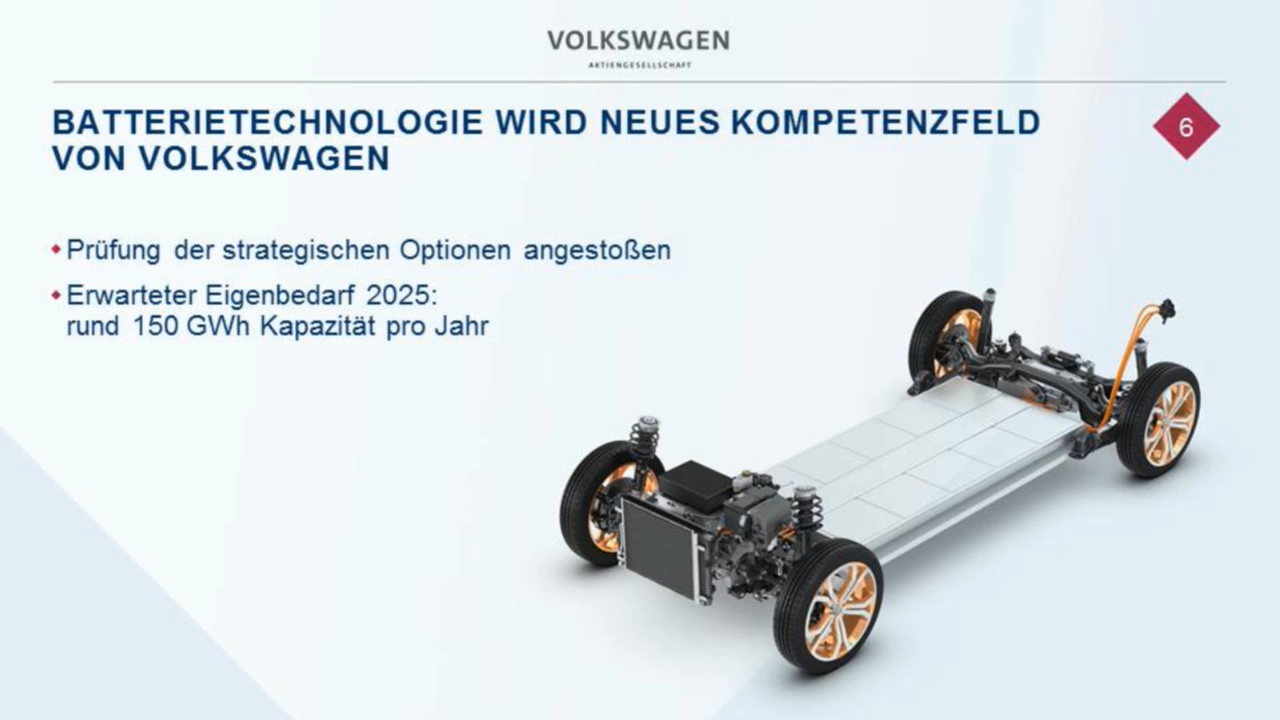 VOLKSWAGEN
AKTIENGESELLSCHAFT
BATTERIETECHNOLOGIE WIRD NEUES KOMPETENZFELD
VON VOLKSWAGEN
6
Prüfung der strategischen Optionen angestoßen
Erwarteter Eigenbedarf 2025:
rund 150 GWh Kapazität pro Jahr